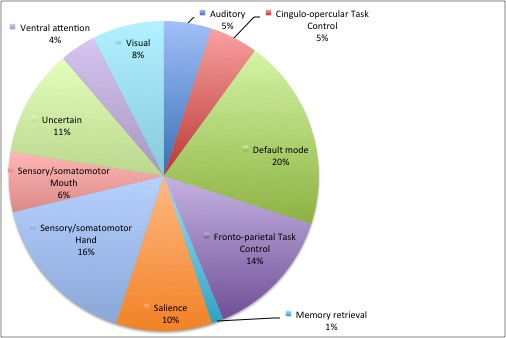 Auditory
5%
Cingulo-opercular Task
Control
5%
Default mode
20%
Fronto-parietal Task
Control
14%
Memory retrieval
1%
Salience
10%
Sensory/somatomotor
Hand
16%
Sensory/somatomotor
Mouth
6%
Uncertain
11%
Ventral attention
4%
Visual
8%